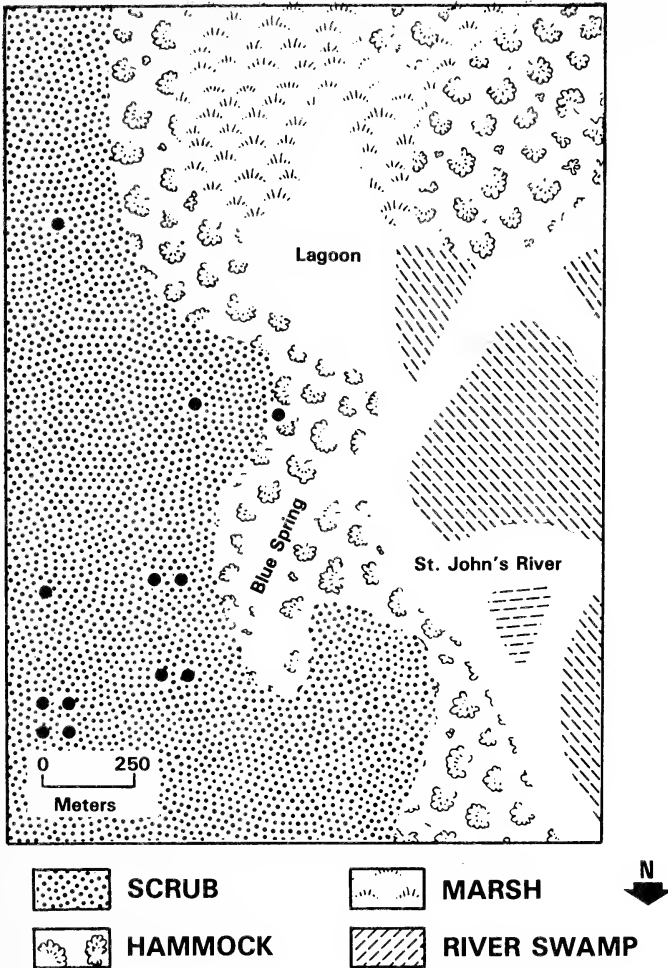 Lagoon
Blue Spring
St. John's River
0 250
Meters
SCRUB
MARSH
N
HAMMOCK
RIVER SWAMP